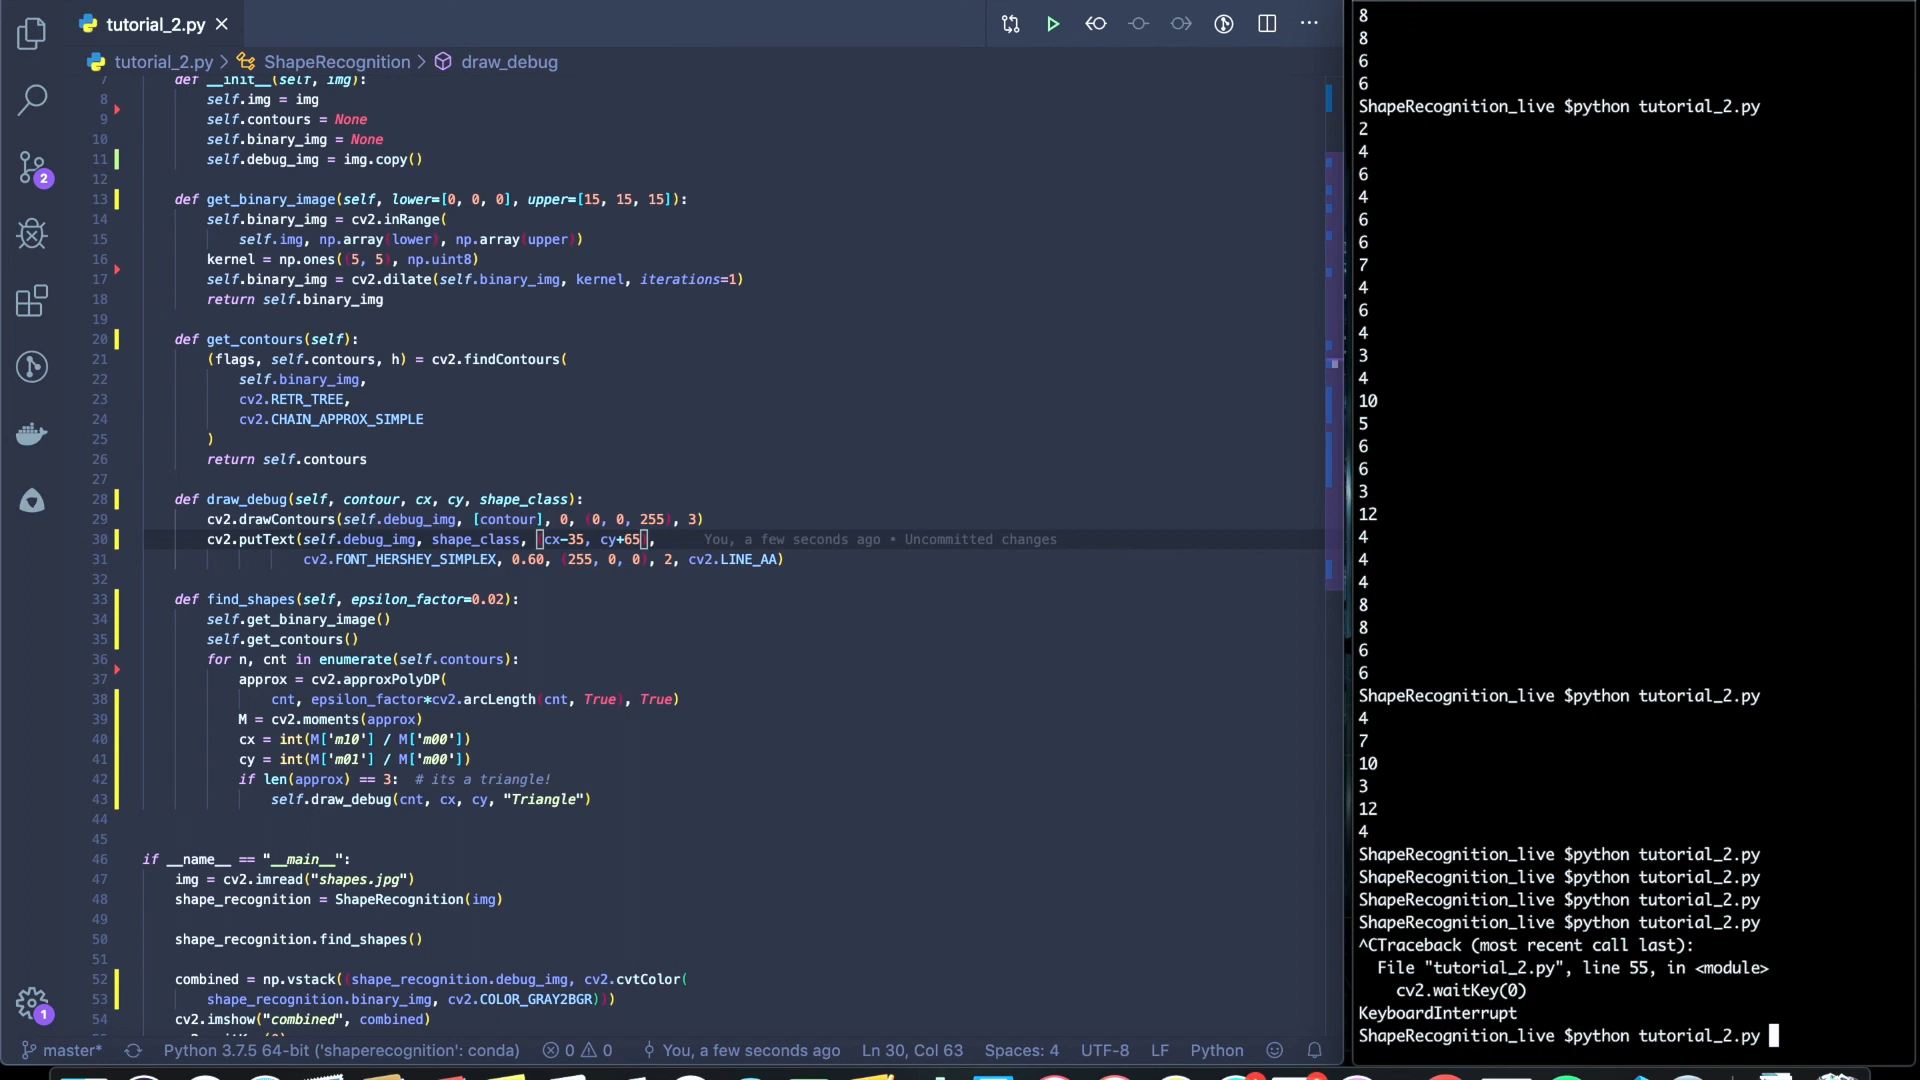 tutorial_2.py
tutorial_2.py > ShapeRecognition > draw_debug
7 def __init__(self, img):
8 self.img = img
9 self.contours = None
10 self.binary_img = None
11 self.debug_img = img.copy()
12
13 def get_binary_image(self, lower=[0, 0, 0], upper=[15, 15, 15]):
14 self.binary_img = cv2.inRange(
15 self.img, np.array(lower), np.array(upper))
16 kernel = np.ones((5, 5), np.uint8)
17 self.binary_img = cv2.dilate(self.binary_img, kernel, iterations=1)
18 return self.binary_img
19
20 def get_contours(self):
21 (flags, self.contours, h) = cv2.findContours(
22 self.binary_img,
23 cv2.RETR_TREE,
24 cv2.CHAIN_APPROX_SIMPLE
25 )
26 return self.contours
27
28 def draw_debug(self, contour, cx, cy, shape_class):
29 cv2.drawContours(self.debug_img, [contour], 0, (0, 0, 255), 3)
30 cv2.putText(self.debug_img, shape_class, (cx-35, cy+65), You, a few seconds ago • Uncommitted changes
31 cv2.FONT_HERSHEY_SIMPLEX, 0.60, (255, 0, 0), 2, cv2.LINE_AA)
32
33 def find_shapes(self, epsilon_factor=0.02):
34 self.get_binary_image()
35 self.get_contours()
36 for n, cnt in enumerate(self.contours):
37 approx = cv2.approxPolyDP(
38 cnt, epsilon_factor*cv2.arcLength(cnt, True), True)
39 M = cv2.moments(approx)
40 cx = int(M['m10'] / M['m00'])
41 cy = int(M['m01'] / M['m00'])
42 if len(approx) == 3: # its a triangle!
43 self.draw_debug(cnt, cx, cy, "Triangle")
44
45
46 if __name__ == "__main__":
47 img = cv2.imread("shapes.jpg")
48 shape_recognition = ShapeRecognition(img)
49
50 shape_recognition.find_shapes()
51
52 combined = np.vstack((shape_recognition.debug_img, cv2.cvtColor(
53 shape_recognition.binary_img, cv2.COLOR_GRAY2BGR)))
54 cv2.imshow("combined", combined)
2
1
master* Python 3.7.5 64-bit ('shaperecognition': conda) 0 0 You, a few seconds ago Ln 30, Col 63 Spaces: 4 UTF-8 LF Python
8
8
6
6
ShapeRecognition_live $python tutorial_2.py
2
4
6
4
6
6
7
4
6
4
3
4
10
5
6
6
3
12
4
4
4
8
8
6
6
ShapeRecognition_live $python tutorial_2.py
4
7
10
3
12
4
ShapeRecognition_live $python tutorial_2.py
ShapeRecognition_live $python tutorial_2.py
ShapeRecognition_live $python tutorial_2.py
ShapeRecognition_live $python tutorial_2.py
^CTraceback (most recent call last):
File "tutorial_2.py", line 55, in <module>
cv2.waitKey(0)
KeyboardInterrupt
ShapeRecognition_live $python tutorial_2.py